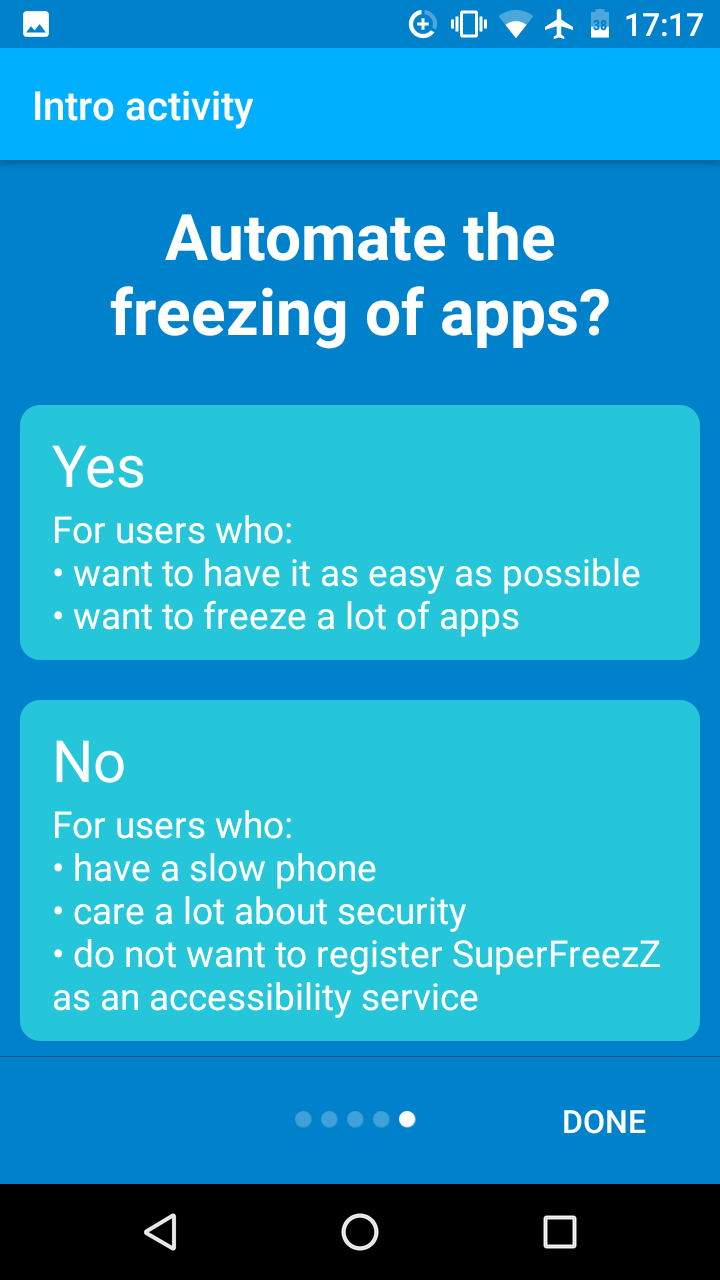 38 17:17
Intro activity
Automate the
freezing of apps?
Yes
For users who:
• want to have it as easy as possible
• want to freeze a lot of apps
No
For users who:
• have a slow phone
• care a lot about security
• do not want to register SuperFreezZ
as an accessibility service
DONE